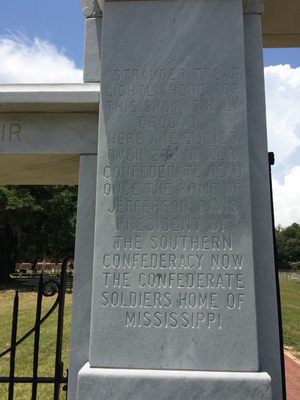 IR
STRANGER TREAD
LIGHTLY HERE FOR
THIS SPOT IS HOLY
GROUND
HERE ARE BURIED
OVER OF OUR
CONFEDERATE DEAD
ONCE THE HOME OF
JEFFERSON DAVIS
PRESIDENT OF
THE SOUTHERN
CONFEDERACY NOW
THE CONFEDERATE
SOLDIERS HOME OF
MISSISSIPPI